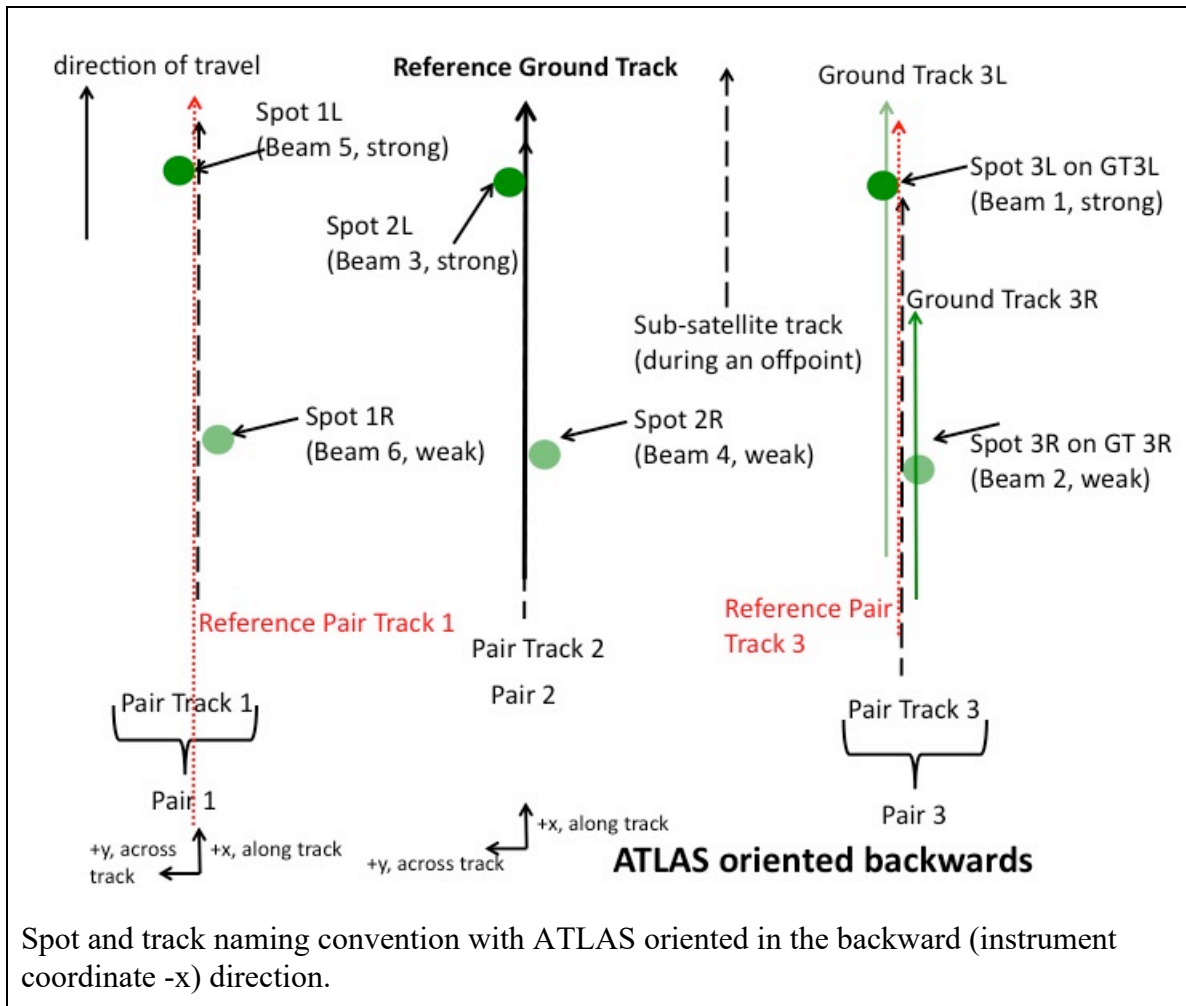 direction of travel
Reference Ground Track
Ground Track 3L
Spot 1L
(Beam 5, strong)
Spot 2L
(Beam 3, strong)
Spot 3L on GT3L
(Beam 1, strong)
Ground Track 3R
Sub-satellite track
(during an offpoint)
Spot 1R
(Beam 6, weak)
Spot 2R
(Beam 4, weak)
Spot 3R on GT 3R
(Beam 2, weak)
Reference Pair Track 1
Reference Pair
Track 3
Pair Track 2
Pair 2
Pair Track 1
Pair Track 3
Pair 1
Pair 3
+y, across
track
+x, along track
+x, along track
+y, across track
ATLAS oriented backwards
Spot and track naming convention with ATLAS oriented in the backward (instrument
coordinate -x) direction.